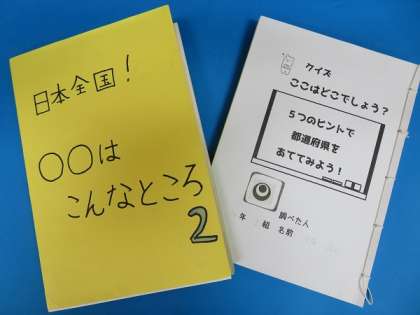 日本全国！
〇〇は
こんなところ
2
クイズ
ここはどこでしょう？
５つのヒントで
都道府県を
あててみよう！
調べた人
年 組 名前